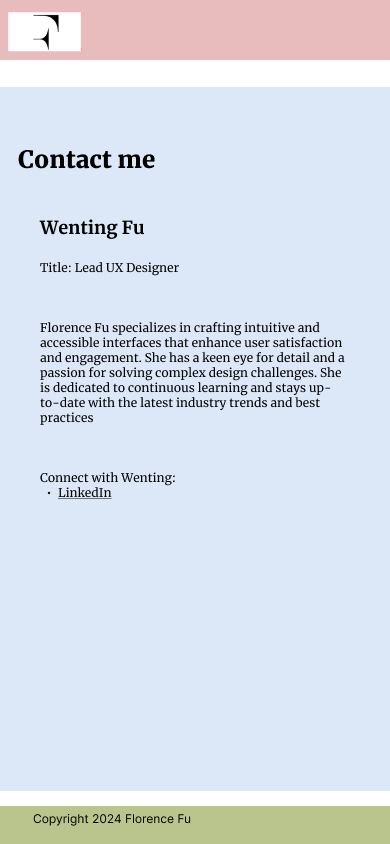 F
Contact me
Wenting Fu
Title: Lead UX Designer
Florence Fu specializes in crafting intuitive and
accessible interfaces that enhance user satisfaction
and engagement. She has a keen eye for detail and a
passion for solving complex design challenges. She
is dedicated to continuous learning and stays up-
to-date with the latest industry trends and best
practices
Connect with Wenting:
• LinkedIn
Copyright 2024 Florence Fu